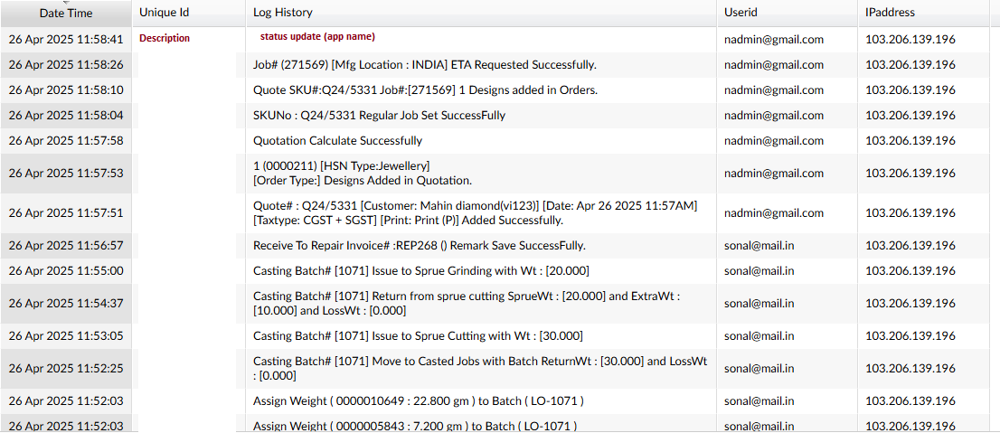 Date Time Unique Id Log History Userid IPaddress
26 Apr 2025 11:58:41 Description status update (app name) nadmin@gmail.com 103.206.139.196
26 Apr 2025 11:58:26 Job# (271569) [Mfg Location : INDIA] ETA Requested Successfully. nadmin@gmail.com 103.206.139.196
26 Apr 2025 11:58:10 Quote SKU#:Q24/5331 Job#:[271569] 1 Designs added in Orders. nadmin@gmail.com 103.206.139.196
26 Apr 2025 11:58:04 SKUNo : Q24/5331 Regular Job Set SuccessFully nadmin@gmail.com 103.206.139.196
26 Apr 2025 11:57:58 Quotation Calculate Successfully nadmin@gmail.com 103.206.139.196
26 Apr 2025 11:57:53 1 (0000211) [HSN Type:Jewellery] nadmin@gmail.com 103.206.139.196
[Order Type:] Designs Added in Quotation.
26 Apr 2025 11:57:51 Quote# : Q24/5331 [Customer: Mahin diamond(vi123)] [Date: Apr 26 2025 11:57AM] nadmin@gmail.com 103.206.139.196
[Taxtype: CGST + SGST] [Print: Print (P)] Added Successfully.
26 Apr 2025 11:56:57 Receive To Repair Invoice# :REP268 () Remark Save SuccessFully. sonal@mail.in 103.206.139.196
26 Apr 2025 11:55:00 Casting Batch# [1071] Issue to Sprue Grinding with Wt : [20.000] sonal@mail.in 103.206.139.196
26 Apr 2025 11:54:37 Casting Batch# [1071] Return from sprue cutting SprueWt : [20.000] and ExtraWt : sonal@mail.in 103.206.139.196
[10.000] and LossWt : [0.000]
26 Apr 2025 11:53:05 Casting Batch# [1071] Issue to Sprue Cutting with Wt : [30.000] sonal@mail.in 103.206.139.196
26 Apr 2025 11:52:25 Casting Batch# [1071] Move to Casted Jobs with Batch ReturnWt : [30.000] and LossWt sonal@mail.in 103.206.139.196
: [0.000]
26 Apr 2025 11:52:03 Assign Weight ( 0000010649 : 22.800 gm ) to Batch ( LO-1071 ) sonal@mail.in 103.206.139.196
26 Apr 2025 11:52:03 Assign Weight ( 0000005843 : 7.200 gm ) to Batch ( LO-1071 ) sonal@mail.in 103.206.139.196